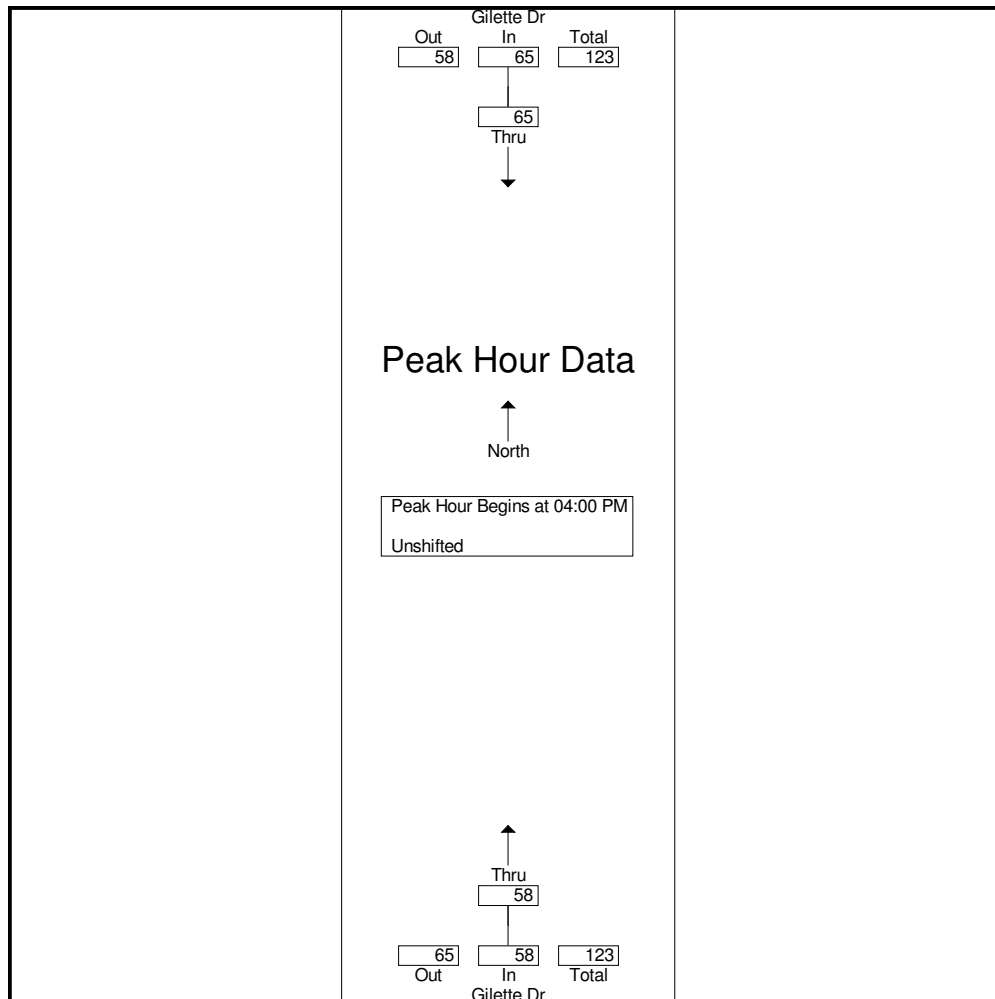 Gilette Dr
Out In Total
58 65 123
65
Thru
Peak Hour Data
North
Peak Hour Begins at 04:00 PM
Unshifted
Thru
58
65 58 123
Out In Total
Gilette Dr